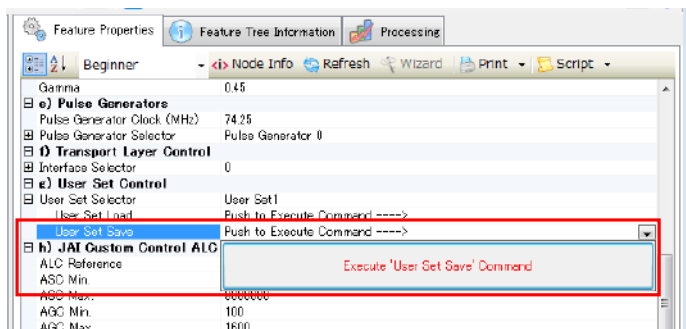 Feature Properties Feature Tree Information Processing
Beginner <i> Node Info Refresh Wizard Print Script
Gamma 0.45
e) Pulse Generators
Pulse Generator Clock (MHz) 74.25
Pulse Generator Selector Pulse Generator 0
f) Transport Layer Control
Interface Selector 0
g) User Set Control
User Set Selector User Set1
User Set Load Push to Execute Command ---->
User Set Save Push to Execute Command ---->
h) JAI Custom Control ALC
ALC Reference
Execute 'User Set Save' Command
ASC Min.
ASC Max.
AGC Min. 100
AGC Max. 1600